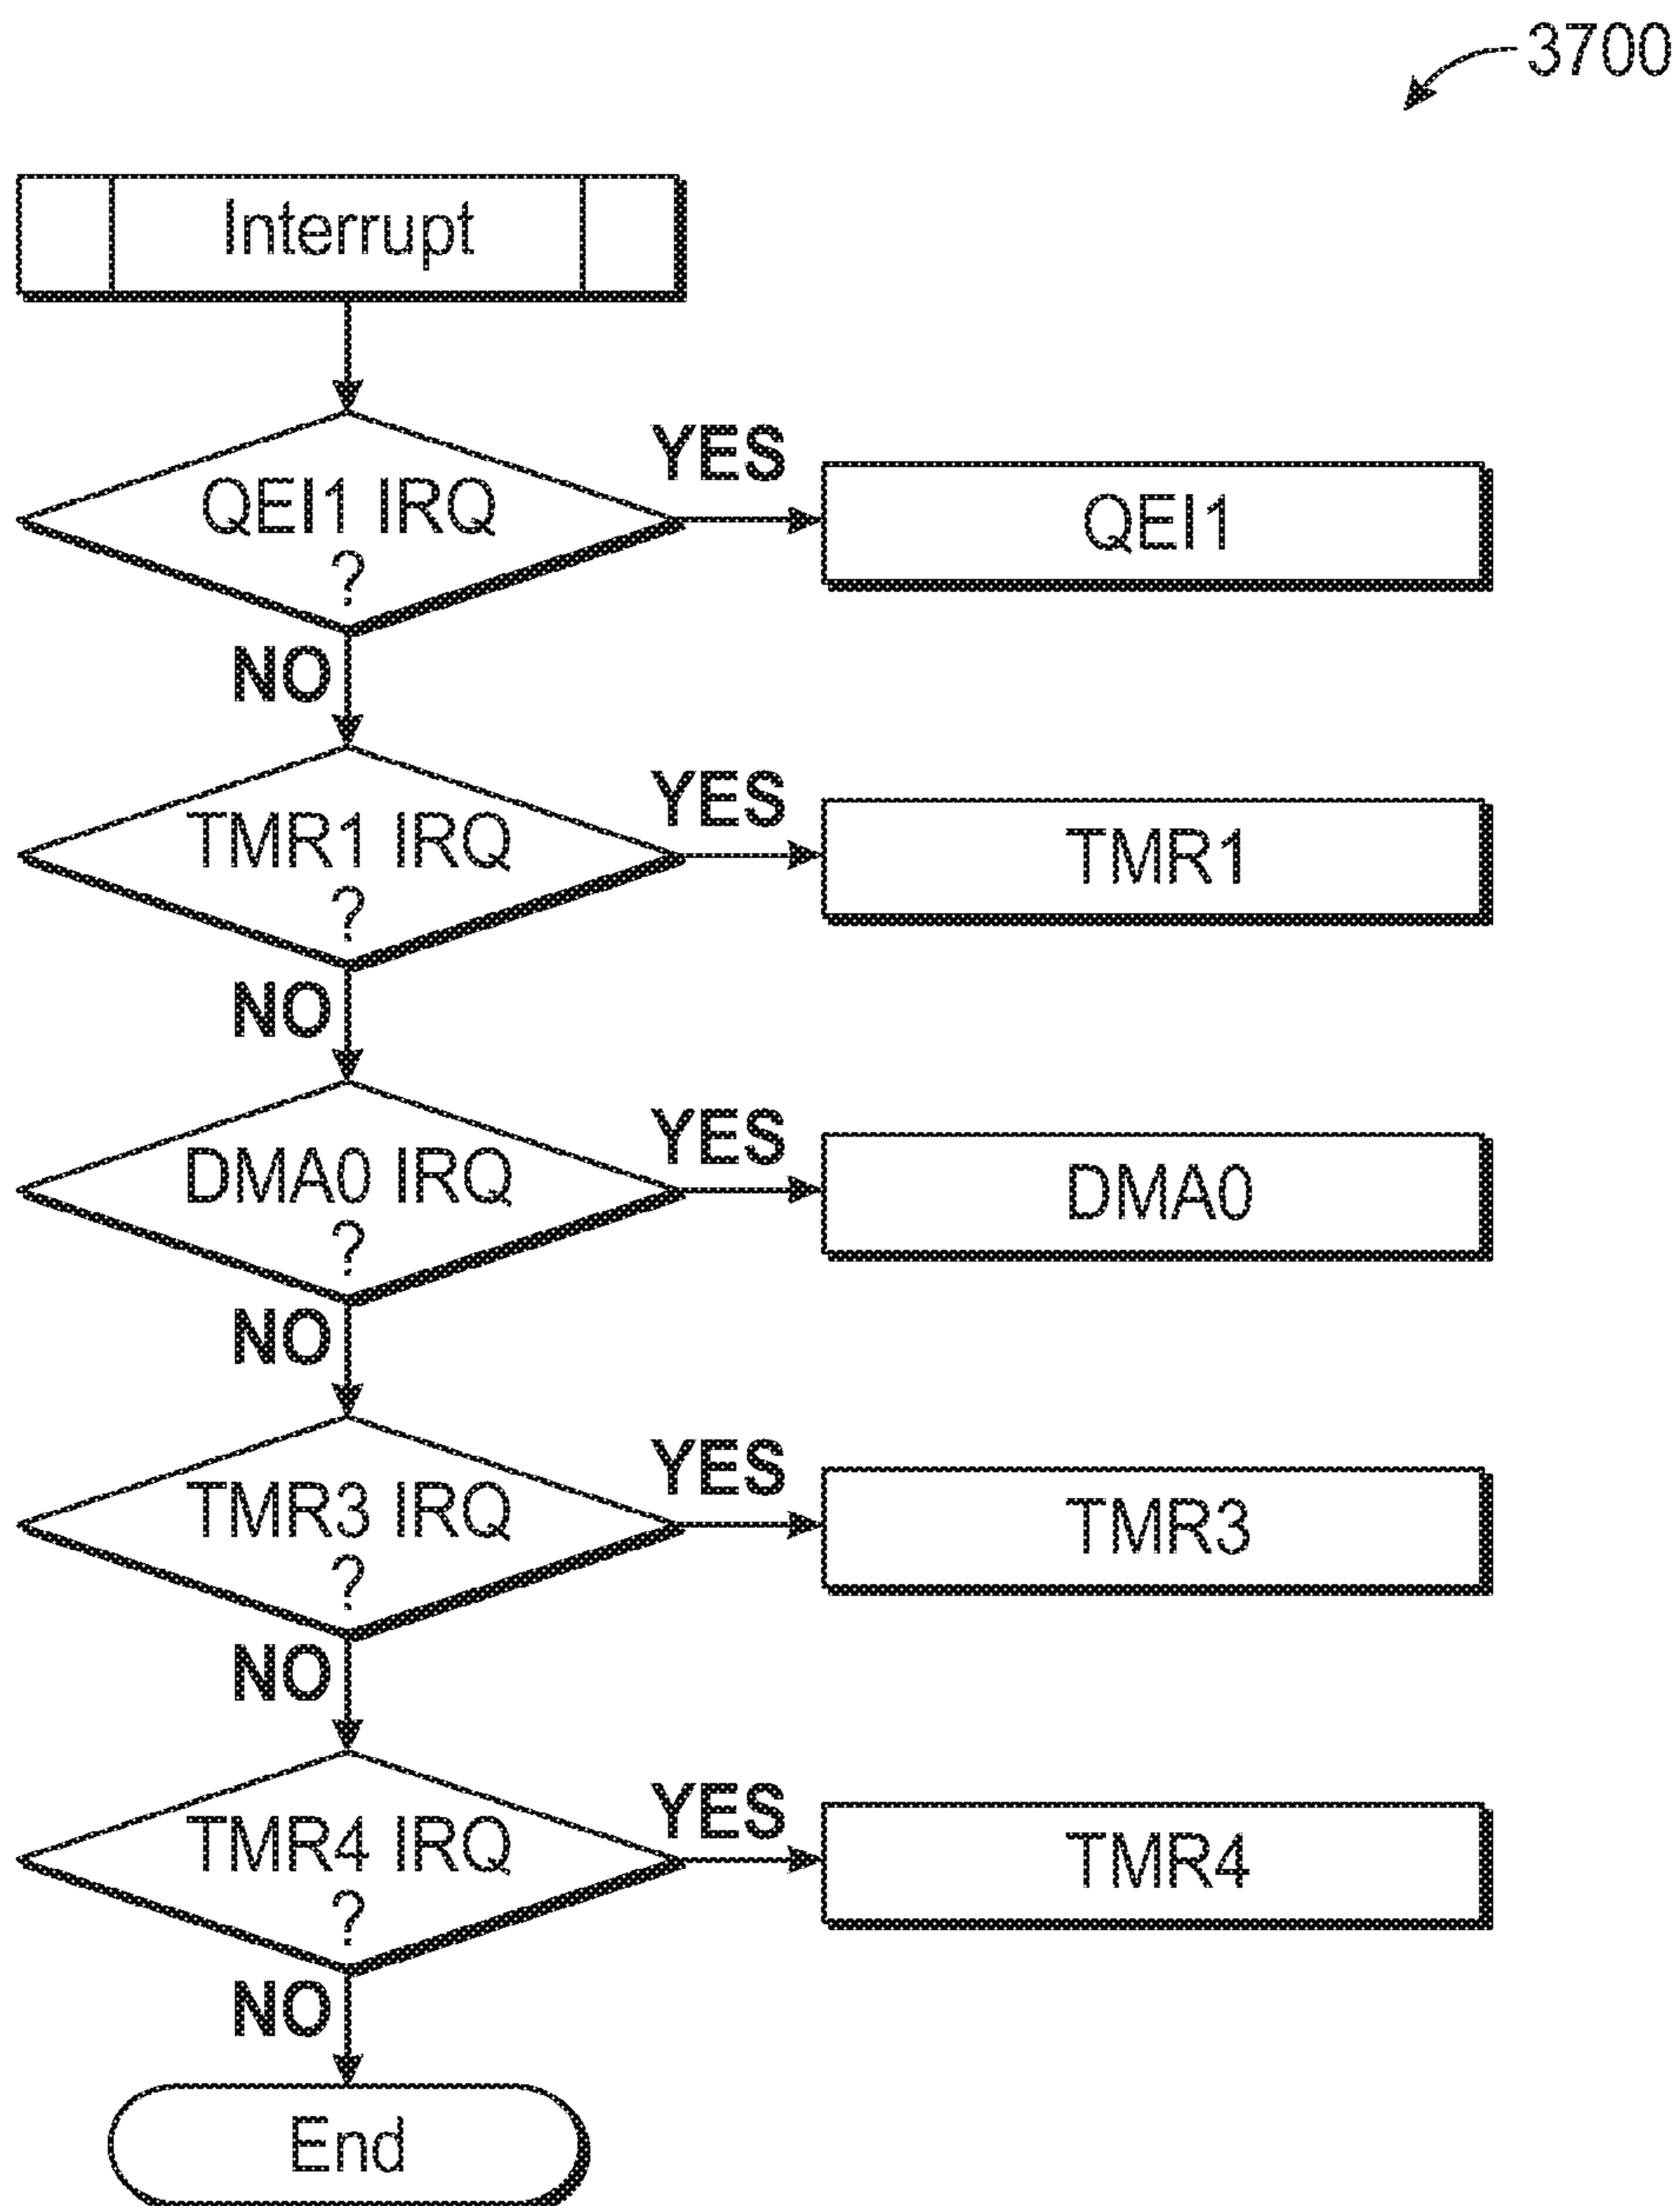 3700
Interrupt
QEI1 IRQ
?
YES
QEI1
NO
TMR1 IRQ
?
YES
TMR1
NO
DMA0 IRQ
?
YES
DMA0
NO
TMR3 IRQ
?
YES
TMR3
NO
TMR4 IRQ
?
YES
TMR4
NO
End